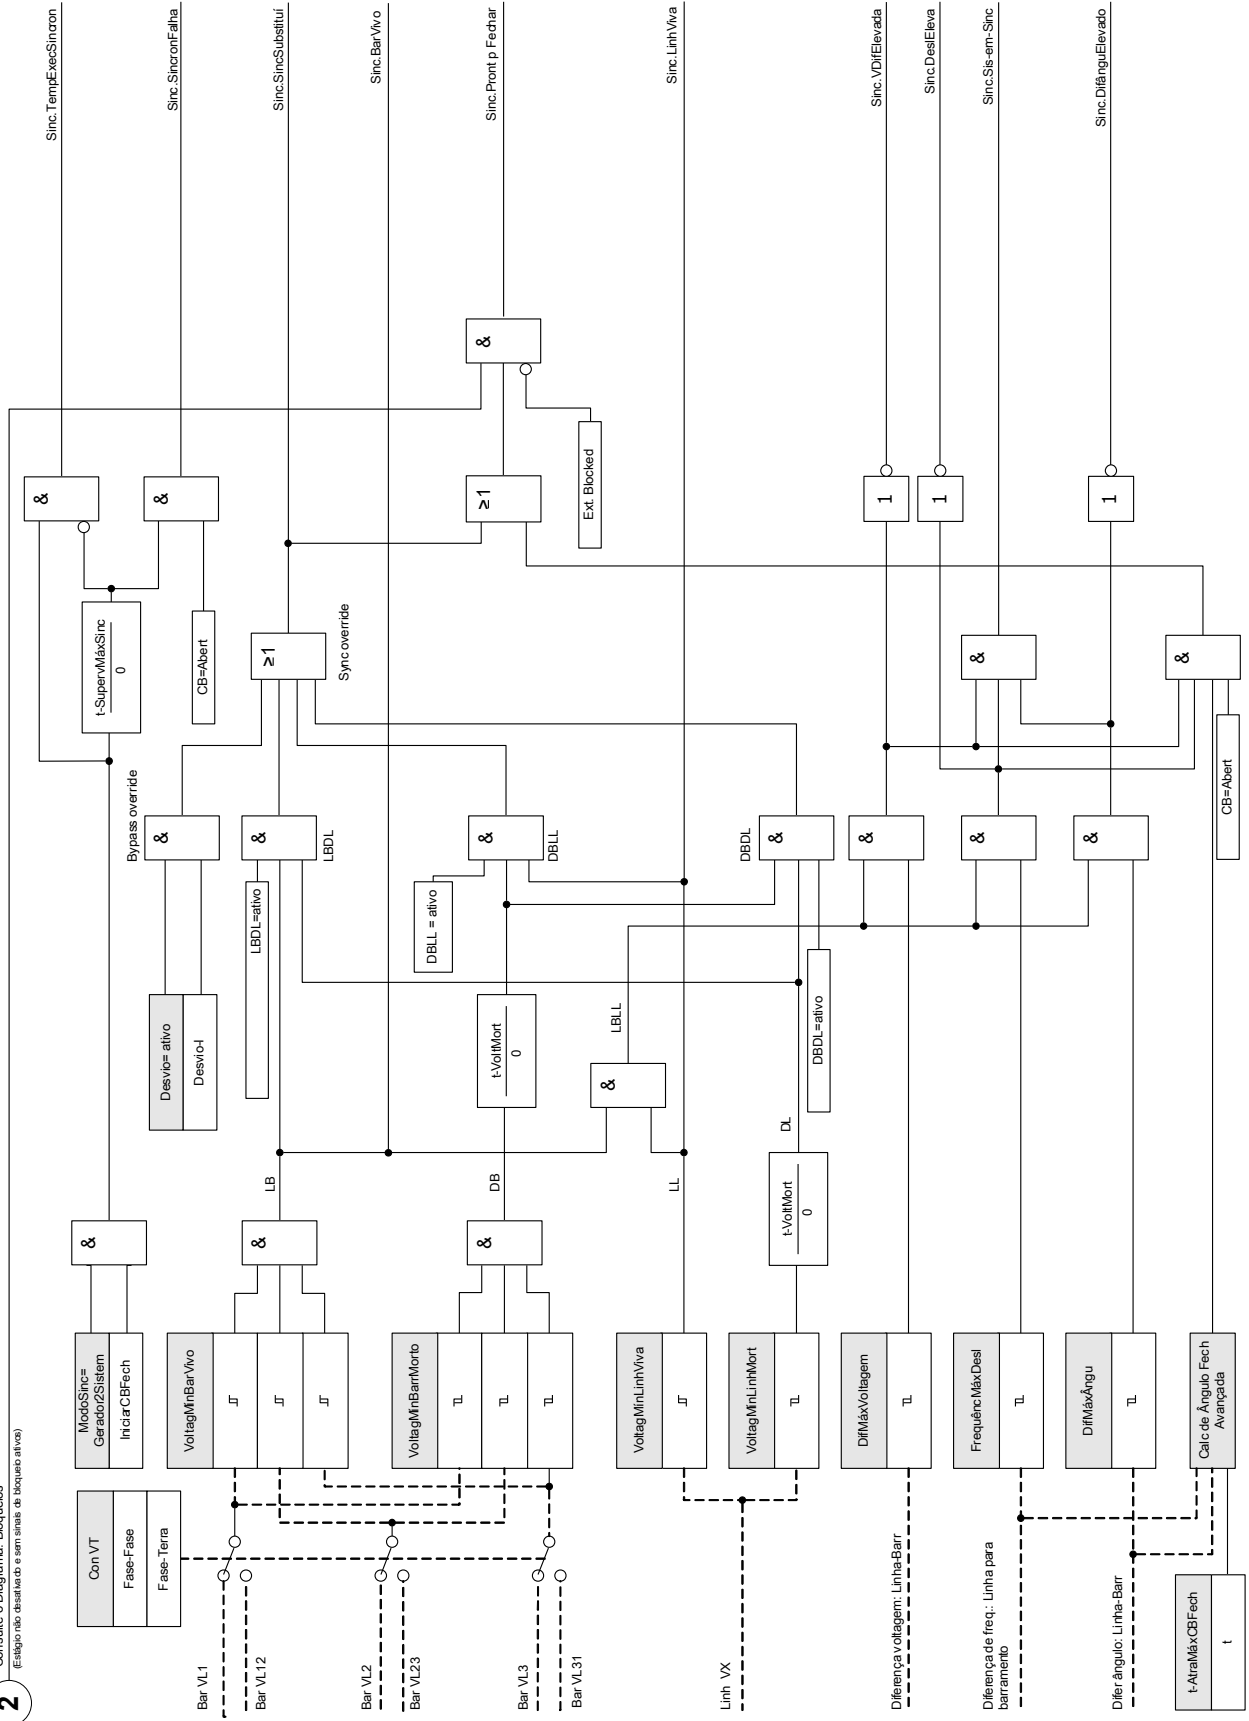 2
Consulte o Diagrama: Bloqueios
(Estágio não desativado e sem sinais de bloqueio ativos)
Con VT
Fase-Fase
Fase-Terra
Bar VL1
Bar VL12
Bar VL2
Bar VL23
Bar VL3
Bar VL31
Linh VX
Diferença voltagem: Linha-Barr
Diferença de freq.: Linha para
barramento
Difer ângulo: Linha-Barr
t-AtraMáxCBFech
t
ModoSinc=
Gerador2Sistem
IniciarCBFech
VoltagMínBarVivo
VoltagMínBarrMorto
VoltagMínLinhViva
VoltagMínLinhMort
DifMáxVoltagem
FrequêncMáxDesl
DifMáxÂngu
Calc de Ângulo Fech
Avançada
&
&
&
LB
DB
LL
DL
t-VoltMort
0
t-VoltMort
0
&
LBLL
Desvio= ativo
Desvio-I
LBDL=ativo
DBLL = ativo
DBDL=ativo
Bypass override
&
&
LBDL
&
DBLL
DBDL
&
&
&
&
t-SupervMáxSinc
0
CB=Abert
≥1
Sync override
&
&
CB=Abert
&
&
≥1
Ext. Blocked
&
1
1
1
Sinc.TempExecSincron
Sinc.SincronFalha
Sinc.SincSubstituí
Sinc.BarVivo
Sinc.Pront p Fechar
Sinc.LinhViva
Sinc.VDifElevada
Sinc.DeslEleva
Sinc.Sis-em-Sinc
Sinc.DifânguElevado